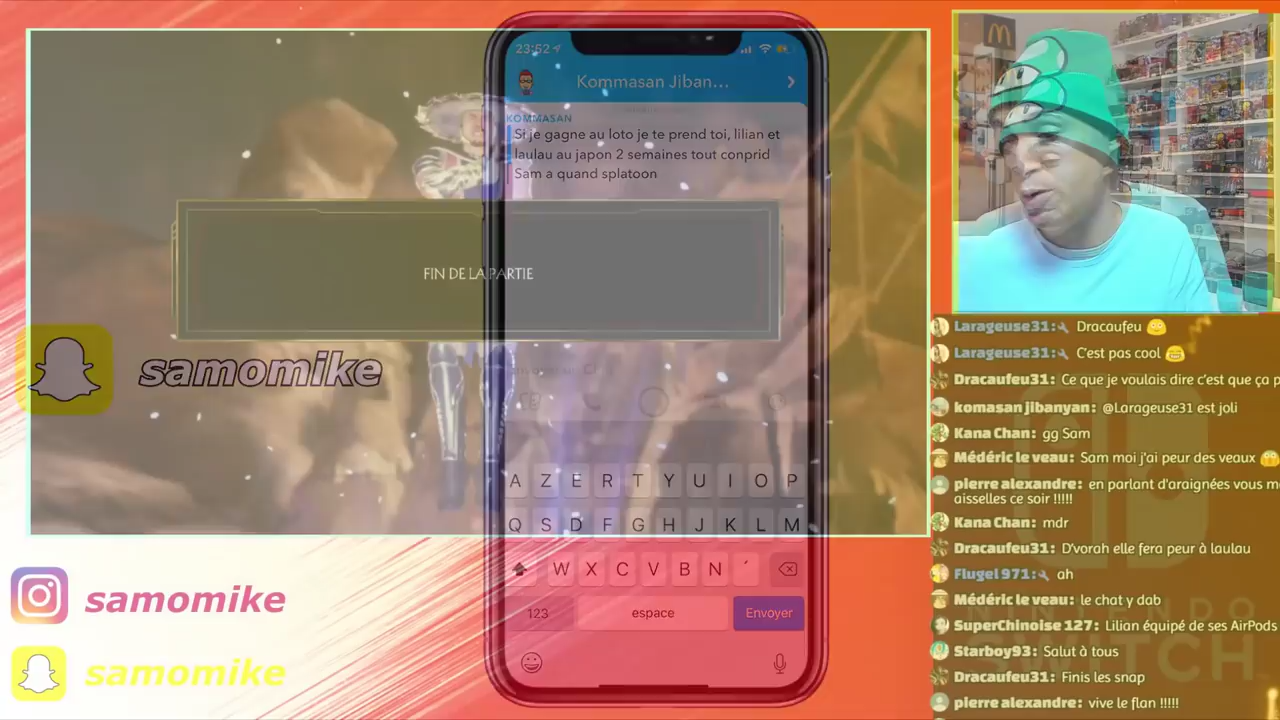 23:52
Kommasan Jiban…
KOMMASAN
Si je gagne au loto je te prend toi, lilian et
laulau au japon 2 semaines tout conprid
Sam a quand splatoon
FIN DE LA PARTIE
samomike
A Z E R T Y U I O P
Q S D F G H J K L M
W X C V B N ´
123 espace Envoyer
samomike
samomike
Larageuse31: Dracaufeu
Larageuse31: C'est pas cool
Dracaufeu31: Ce que je voulais dire c'est que ça p
komasan jibanyan: @Larageuse31 est joli
Kana Chan: gg Sam
Médéric le veau: Sam moi j'ai peur des veaux
pierre alexandre: en parlant d'araignées vous m
aisselles ce soir !!!!!
Kana Chan: mdr
Dracaufeu31: D'vorah elle fera peur à laulau
Flugel 971: ah
Médéric le veau: le chat y dab
SuperChinoise 127: Lilian équipé de ses AirPods
Starboy93: Salut à tous
Dracaufeu31: Finis les snap
pierre alexandre: vive le flan !!!!!
SWITCH